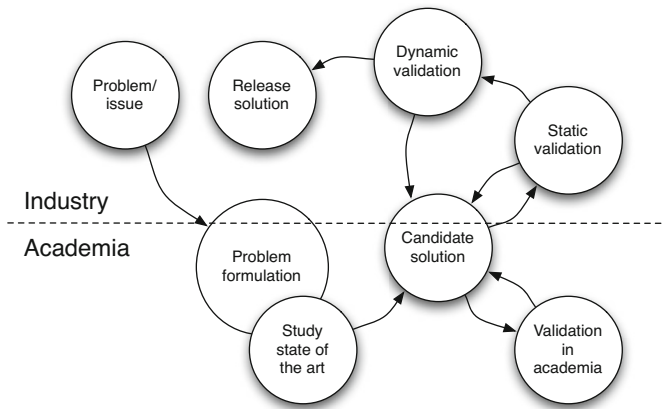 Problem/
issue
Release
solution
Dynamic
validation
Static
validation
Industry
Academia
Problem
formulation
Candidate
solution
Study
state of
the art
Validation
in
academia